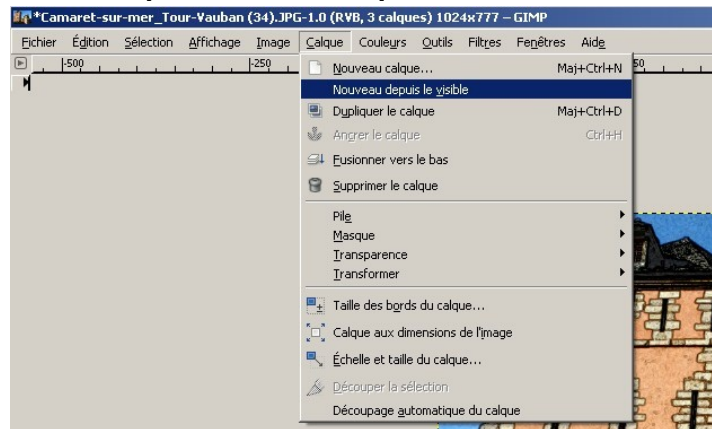 *Camaret-sur-mer_Tour-Vauban (34).JPG-1.0 (RVB, 3 calques) 1024x777 – GIMP
Fichier Édition Sélection Affichage Image Calque Couleurs Outils Filtres Fenêtres Aide
-500 -250 50
Nouveau calque... Maj+Ctrl+N
Nouveau depuis le visible
Dupliquer le calque Maj+Ctrl+D
Ancrer le calque Ctrl+H
Fusionner vers le bas
Supprimer le calque
Pile
Masque
Transparence
Transformer
Taille des bords du calque...
Calque aux dimensions de l'image
Échelle et taille du calque...
Découper la sélection
Découpage automatique du calque